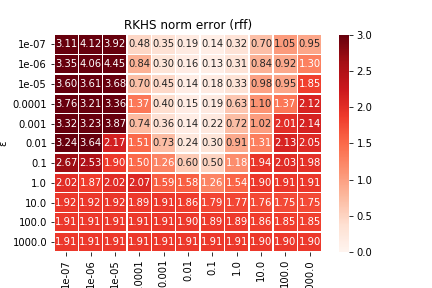 RKHS norm error (rff)
1e-07 3.11 4.12 3.92 0.48 0.35 0.19 0.14 0.32 0.70 1.05 0.95
1e-06 3.35 4.06 4.45 0.84 0.30 0.16 0.13 0.31 0.84 0.92 1.30
1e-05 3.60 3.61 3.68 0.70 0.45 0.14 0.18 0.33 0.98 0.95 1.85
0.0001 3.76 3.21 3.36 1.37 0.40 0.15 0.19 0.63 1.10 1.37 2.12
0.001 3.32 3.23 3.87 0.74 0.36 0.14 0.22 0.72 1.02 2.01 2.14
0.01 3.24 3.64 2.17 1.51 0.73 0.24 0.30 0.91 1.31 2.13 2.05
0.1 2.67 2.53 1.90 1.50 1.26 0.60 0.50 1.18 1.94 2.03 1.98
1.0 2.02 1.87 2.02 2.07 1.59 1.58 1.26 1.54 1.90 1.91 1.91
10.0 1.92 1.92 1.92 1.89 1.91 1.86 1.79 1.77 1.76 1.75 1.75
100.0 1.91 1.91 1.91 1.91 1.91 1.90 1.89 1.89 1.86 1.85 1.85
1000.0 1.91 1.91 1.91 1.91 1.91 1.91 1.91 1.91 1.90 1.90 1.90
1e-07 1e-06 1e-05 0001 0.001 0.01 0.1 1.0 10.0 100.0 000.0
ε
3.0
2.5
2.0
1.5
1.0
0.5
0.0